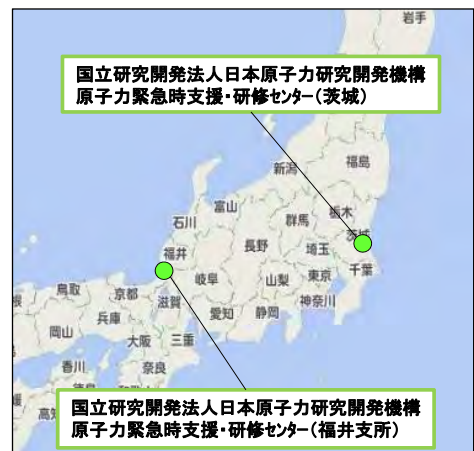 岩手
国立研究開発法人日本原子力研究開発機構
原子力緊急時支援・研修センター（茨城）
福島
新潟
栃木
富山
石川
群馬
茨城
福井
長野
埼玉
岐阜
山梨
東京
千葉
鳥取
京都
滋賀
神奈川
兵庫
愛知
静岡
岡山
大阪
三重
香川
奈良
国立研究開発法人日本原子力研究開発機構
原子力緊急時支援・研修センター（福井支所）